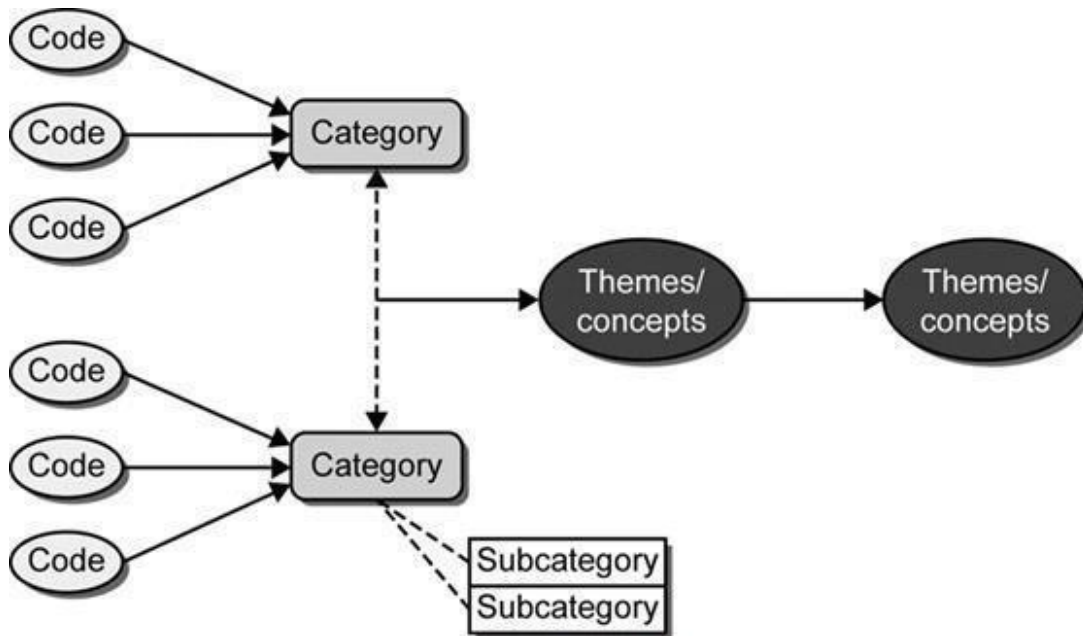 Code
Code
Code
Category
Themes/
concepts
Themes/
concepts
Code
Code
Code
Category
Subcategory
Subcategory